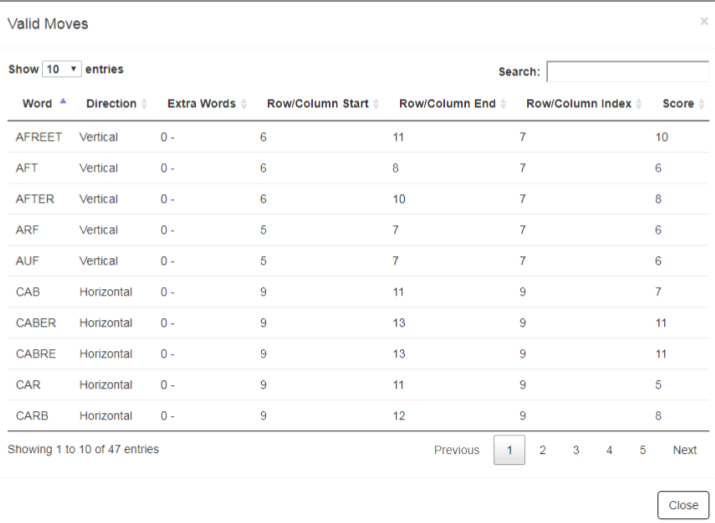 Valid Moves ×
Show 10 entries Search:
Word Direction Extra Words Row/Column Start Row/Column End Row/Column Index Score
AFREET Vertical 0 - 6 11 7 10
AFT Vertical 0 - 6 8 7 6
AFTER Vertical 0 - 6 10 7 8
ARF Vertical 0 - 5 7 7 6
AUF Vertical 0 - 5 7 7 6
CAB Horizontal 0 - 9 11 9 7
CABER Horizontal 0 - 9 13 9 11
CABRE Horizontal 0 - 9 13 9 11
CAR Horizontal 0 - 9 11 9 5
CARB Horizontal 0 - 9 12 9 8
Showing 1 to 10 of 47 entries Previous 1 2 3 4 5 Next
Close